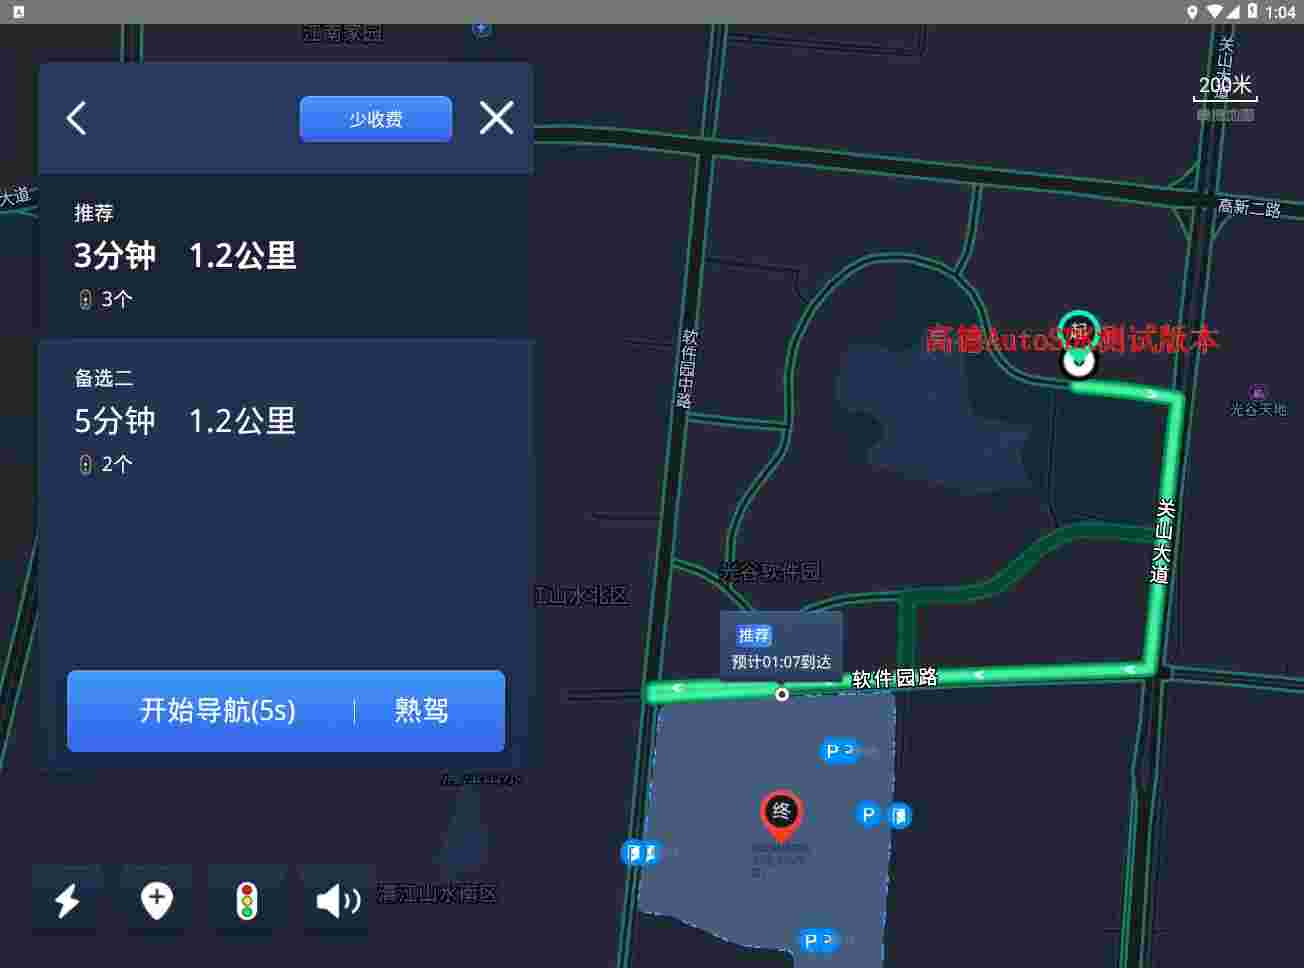 1:04
江南家园
关山大道
200米
少收费
大道
高新二路
推荐
3分钟 1.2公里
3个
起
高德AutoSDK测试版本
软件园中路
备选二
5分钟 1.2公里
2个
光谷天地
关山大道
光谷软件园
江山水北区
推荐
预计01:07到达
软件园路
开始导航(5s) 熟驾
P
终
P
清江山水南区
P